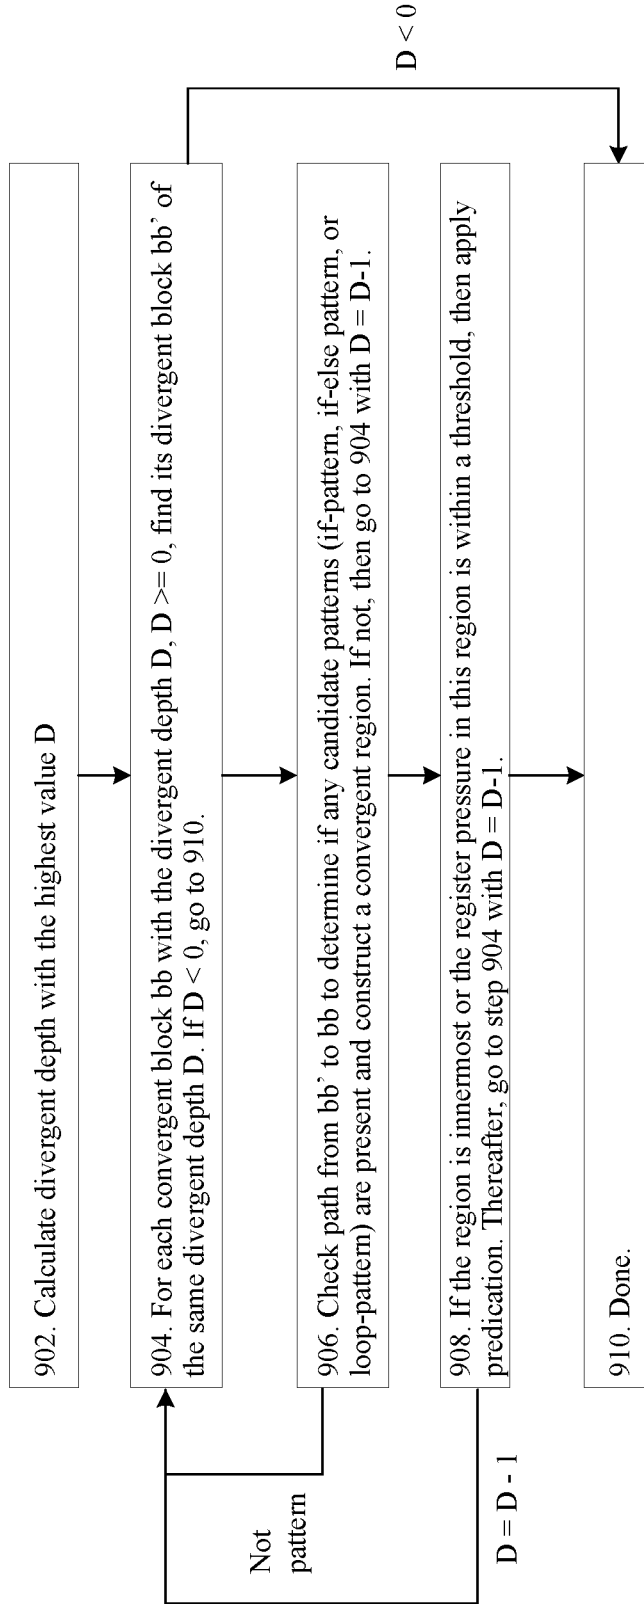 902. Calculate divergent depth with the highest value D
904. For each convergent block bb with the divergent depth D, D >= 0, find its divergent block bb’ of
the same divergent depth D. If D < 0, go to 910.
906. Check path from bb’ to bb to determine if any candidate patterns (if-pattern, if-else pattern, or
loop-pattern) are present and construct a convergent region. If not, then go to 904 with D = D-1.
908. If the region is innermost or the register pressure in this region is within a threshold, then apply
predication. Thereafter, go to step 904 with D = D-1.
910. Done.
Not
pattern
D = D - 1
D < 0